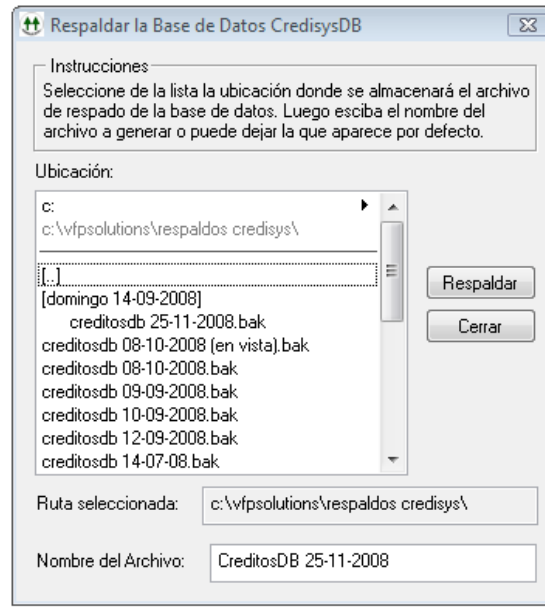 Respaldar la Base de Datos CredisysDB
Instrucciones
Seleccione de la lista la ubicación donde se almacenará el archivo
de respado de la base de datos. Luego esciba el nombre del
archivo a generar o puede dejar la que aparece por defecto.
Ubicación:
c:
c:\vfpsolutions\respaldos credisys\
[..]
[domingo 14-09-2008]
creditosdb 25-11-2008.bak
creditosdb 08-10-2008 (en vista).bak
creditosdb 08-10-2008.bak
creditosdb 09-09-2008.bak
creditosdb 10-09-2008.bak
creditosdb 12-09-2008.bak
creditosdb 14-07-08.bak
Respaldar
Cerrar
Ruta seleccionada: c:\vfpsolutions\respaldos credisys\
Nombre del Archivo: CreditosDB 25-11-2008